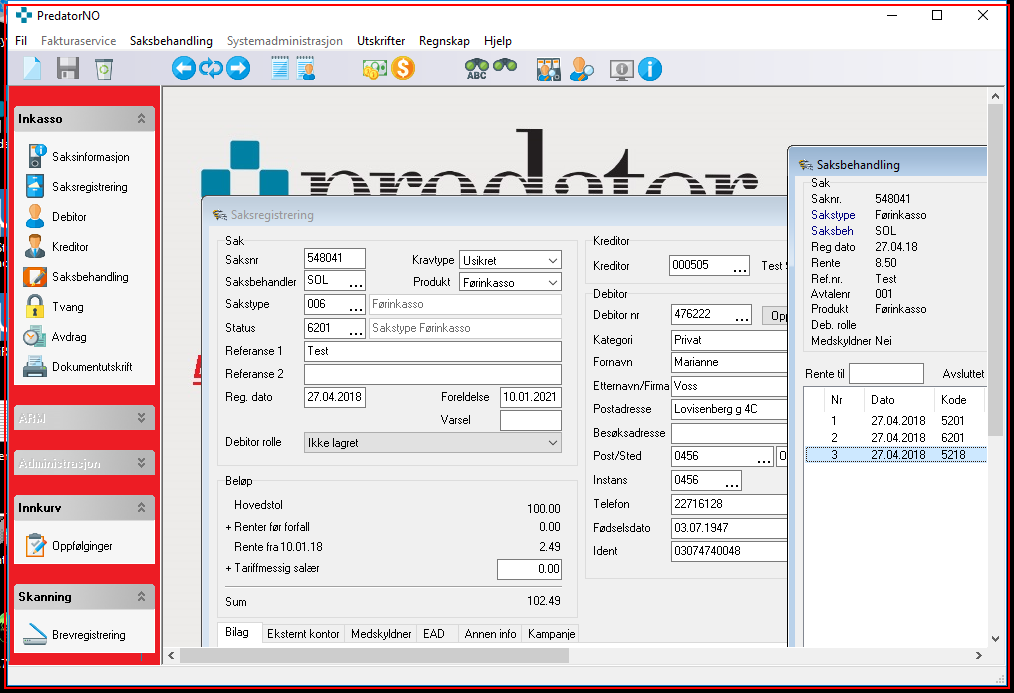 PredatorNO
Fil Fakturaservice Saksbehandling Systemadministrasjon Utskrifter Regnskap Hjelp
ABC
Inkasso
Saksinformasjon
Saksregistrering
Debitor
Kreditor
Saksbehandling
Tvang
Avdrag
Dokumentutskrift
ARM
Administrasjon
Innkurv
Oppfølginger
Skanning
Brevregistrering
predator
Saksregistrering
Sak
Saksnr 548041 Kravtype Usikret
Saksbehandler SOL ... Produkt Førinkasso
Sakstype 006 ... Førinkasso
Status 6201 ... Sakstype Førinkasso
Referanse 1 Test
Referanse 2
Reg. dato 27.04.2018 Foreldelse 10.01.2021
Varsel
Debitor rolle Ikke lagret
Beløp
Hovedstol 100.00
+ Renter før forfall 0.00
Rente fra 10.01.18 2.49
+ Tariffmessig salær 0.00
Sum 102.49
Bilag Eksternt kontor Medskyldner EAD Annen info Kampanje
Kreditor
Kreditor 000505 ... Test
Debitor
Debitor nr 476222 ... Opp
Kategori Privat
Fornavn Marianne
Etternavn/Firma Voss
Postadresse Lovisenberg g 4C
Besøksadresse
Post/Sted 0456 ...
Instans 0456 ...
Telefon 22716128
Fødselsdato 03.07.1947
Ident 03074740048
Saksbehandling
Sak
Saknr. 548041
Sakstype Førinkasso
Saksbeh SOL
Reg dato 27.04.18
Rente 8.50
Ref.nr. Test
Avtalenr 001
Produkt Førinkasso
Deb. rolle
Medskyldner Nei
Rente til Avsluttet
Nr Dato Kode
1 27.04.2018 5201
2 27.04.2018 6201
3 27.04.2018 5218